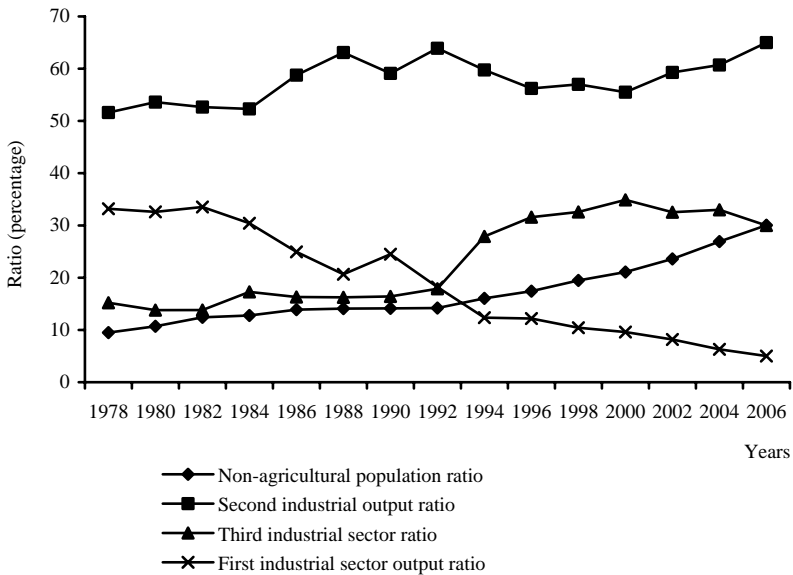 70
60
50
40
30
20
10
0
Ratio (percentage)
1978 1980 1982 1984 1986 1988 1990 1992 1994 1996 1998 2000 2002 2004 2006
Years
Non-agricultural population ratio
Second industrial output ratio
Third industrial sector ratio
First industrial sector output ratio